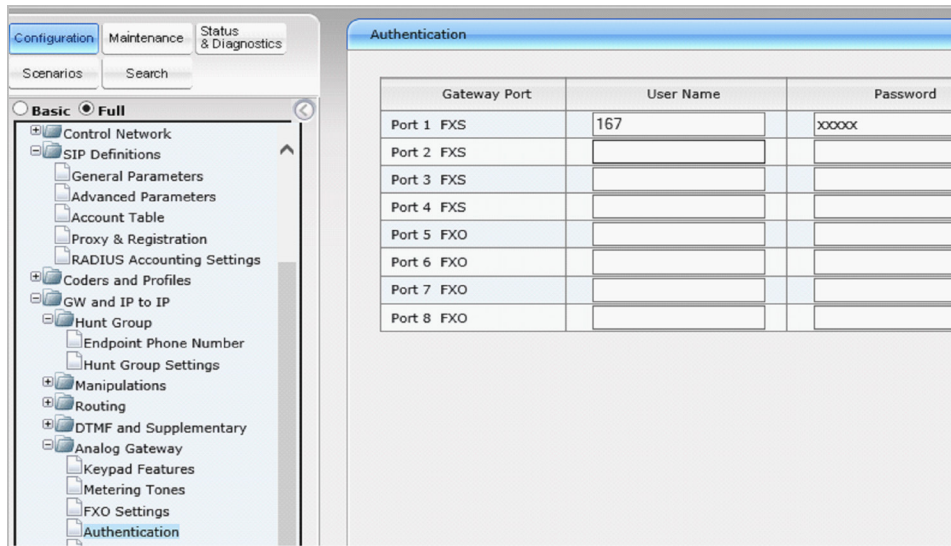 Configuration
Maintenance
Status
& Diagnostics
Scenarios
Search
Basic
Full
Control Network
SIP Definitions
General Parameters
Advanced Parameters
Account Table
Proxy & Registration
RADIUS Accounting Settings
Coders and Profiles
GW and IP to IP
Hunt Group
Endpoint Phone Number
Hunt Group Settings
Manipulations
Routing
DTMF and Supplementary
Analog Gateway
Keypad Features
Metering Tones
FXO Settings
Authentication
Authentication
Gateway Port User Name Password
Port 1 FXS 167 xxxxx
Port 2 FXS
Port 3 FXS
Port 4 FXS
Port 5 FXO
Port 6 FXO
Port 7 FXO
Port 8 FXO